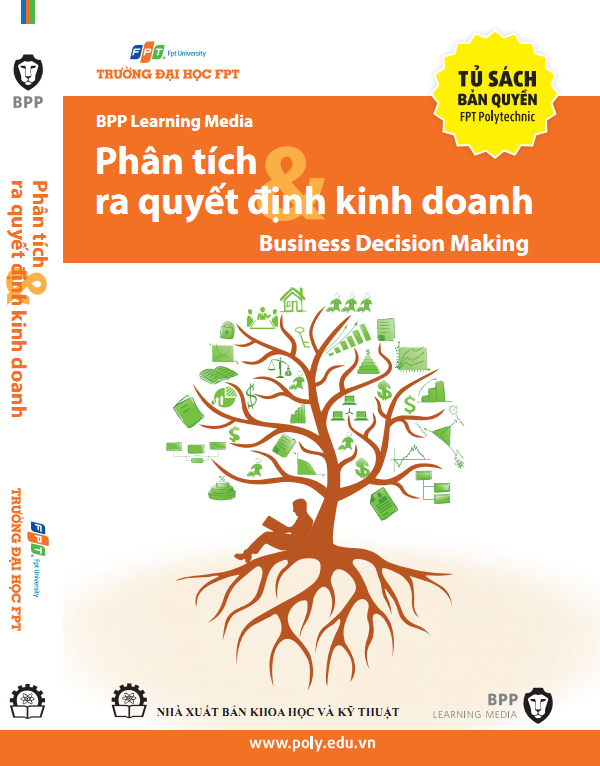 BPP
Phân tích
&
ra quyết định kinh doanh
FPT
Fpt University
TRƯỜNG ĐẠI HỌC FPT
FPT
Fpt University
TRƯỜNG ĐẠI HỌC FPT
TỦ SÁCH
BẢN QUYỀN
FPT Polytechnic
BPP Learning Media
Phân tích
&
ra quyết định kinh doanh
Business Decision Making
NHÀ XUẤT BẢN KHOA HỌC VÀ KỸ THUẬT
BPP
LEARNING MEDIA
www.poly.edu.vn